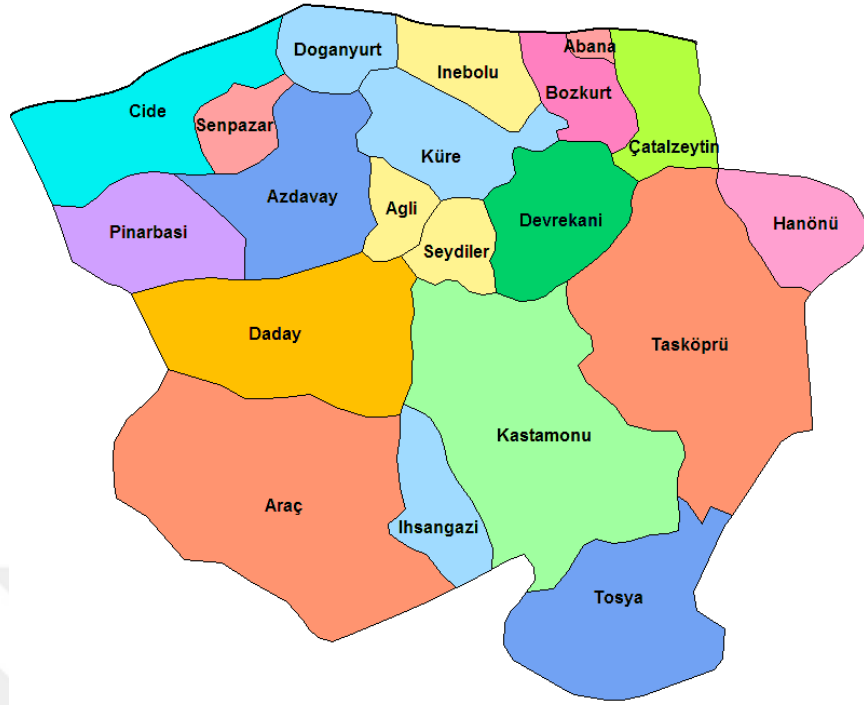 Doganyurt
Inebolu
Abana
Cide
Bozkurt
Senpazar
Küre
Çatalzeytin
Azdavay
Agli
Devrekani
Hanönü
Pinarbasi
Seydiler
Daday
Tasköprü
Kastamonu
Araç
Ihsangazi
Tosya